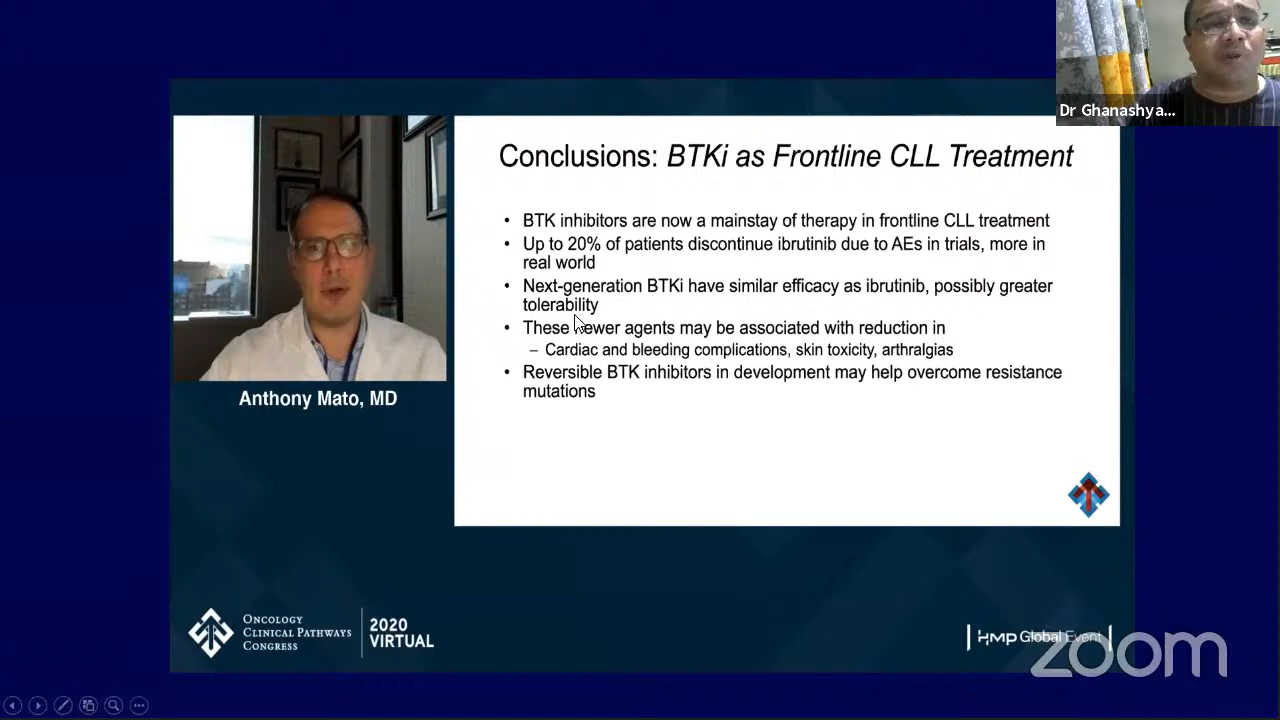 Dr Ghanashya...
Conclusions: BTKi as Frontline CLL Treatment
• BTK inhibitors are now a mainstay of therapy in frontline CLL treatment
• Up to 20% of patients discontinue ibrutinib due to AEs in trials, more in
real world
• Next-generation BTKi have similar efficacy as ibrutinib, possibly greater
tolerability
• These newer agents may be associated with reduction in
– Cardiac and bleeding complications, skin toxicity, arthralgias
• Reversible BTK inhibitors in development may help overcome resistance
mutations
Anthony Mato, MD
ONCOLOGY
CLINICAL PATHWAYS
CONGRESS
2020
VIRTUAL
HMP Global Event
zoom